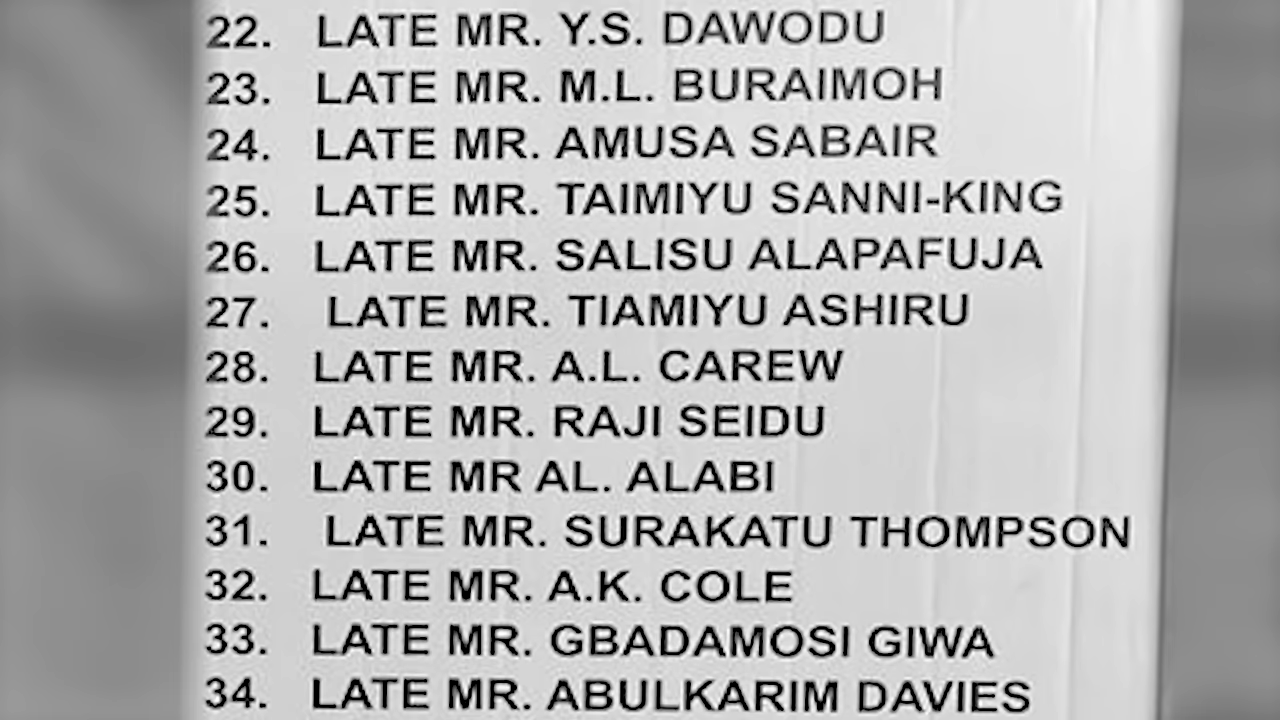 22. LATE MR. Y.S. DAWODU
23. LATE MR. M.L. BURAIMOH
24. LATE MR. AMUSA SABAIR
25. LATE MR. TAIMIYU SANNI-KING
26. LATE MR. SALISU ALAPAFUJA
27. LATE MR. TIAMIYU ASHIRU
28. LATE MR. A.L. CAREW
29. LATE MR. RAJI SEIDU
30. LATE MR AL. ALABI
31. LATE MR. SURAKATU THOMPSON
32. LATE MR. A.K. COLE
33. LATE MR. GBADAMOSI GIWA
34. LATE MR. ABULKARIM DAVIES